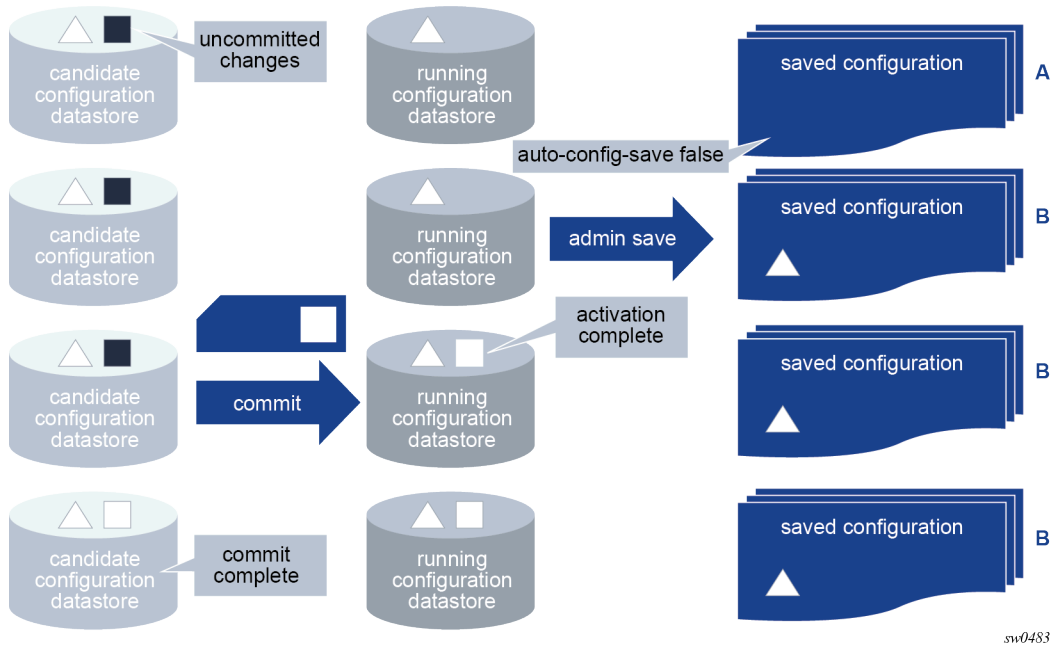 uncommitted
changes
candidate
configuration
datastore
running
configuration
datastore
saved configuration
A
auto-config-save false
candidate
configuration
datastore
running
configuration
datastore
admin save
saved configuration
B
candidate
configuration
datastore
commit
running
configuration
datastore
activation
complete
saved configuration
B
candidate
configuration
datastore
commit
complete
running
configuration
datastore
saved configuration
B
sw0483